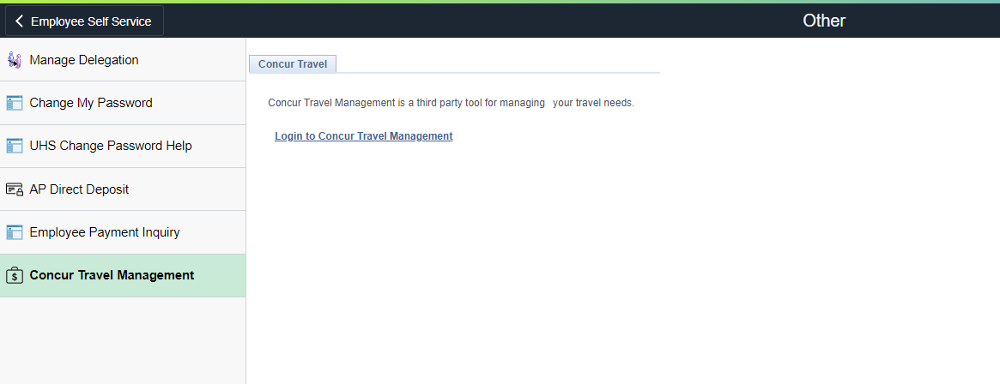 Employee Self Service
Other
Manage Delegation
Change My Password
UHS Change Password Help
AP Direct Deposit
Employee Payment Inquiry
Concur Travel Management
Concur Travel
Concur Travel Management is a third party tool for managing your travel needs.
Login to Concur Travel Management